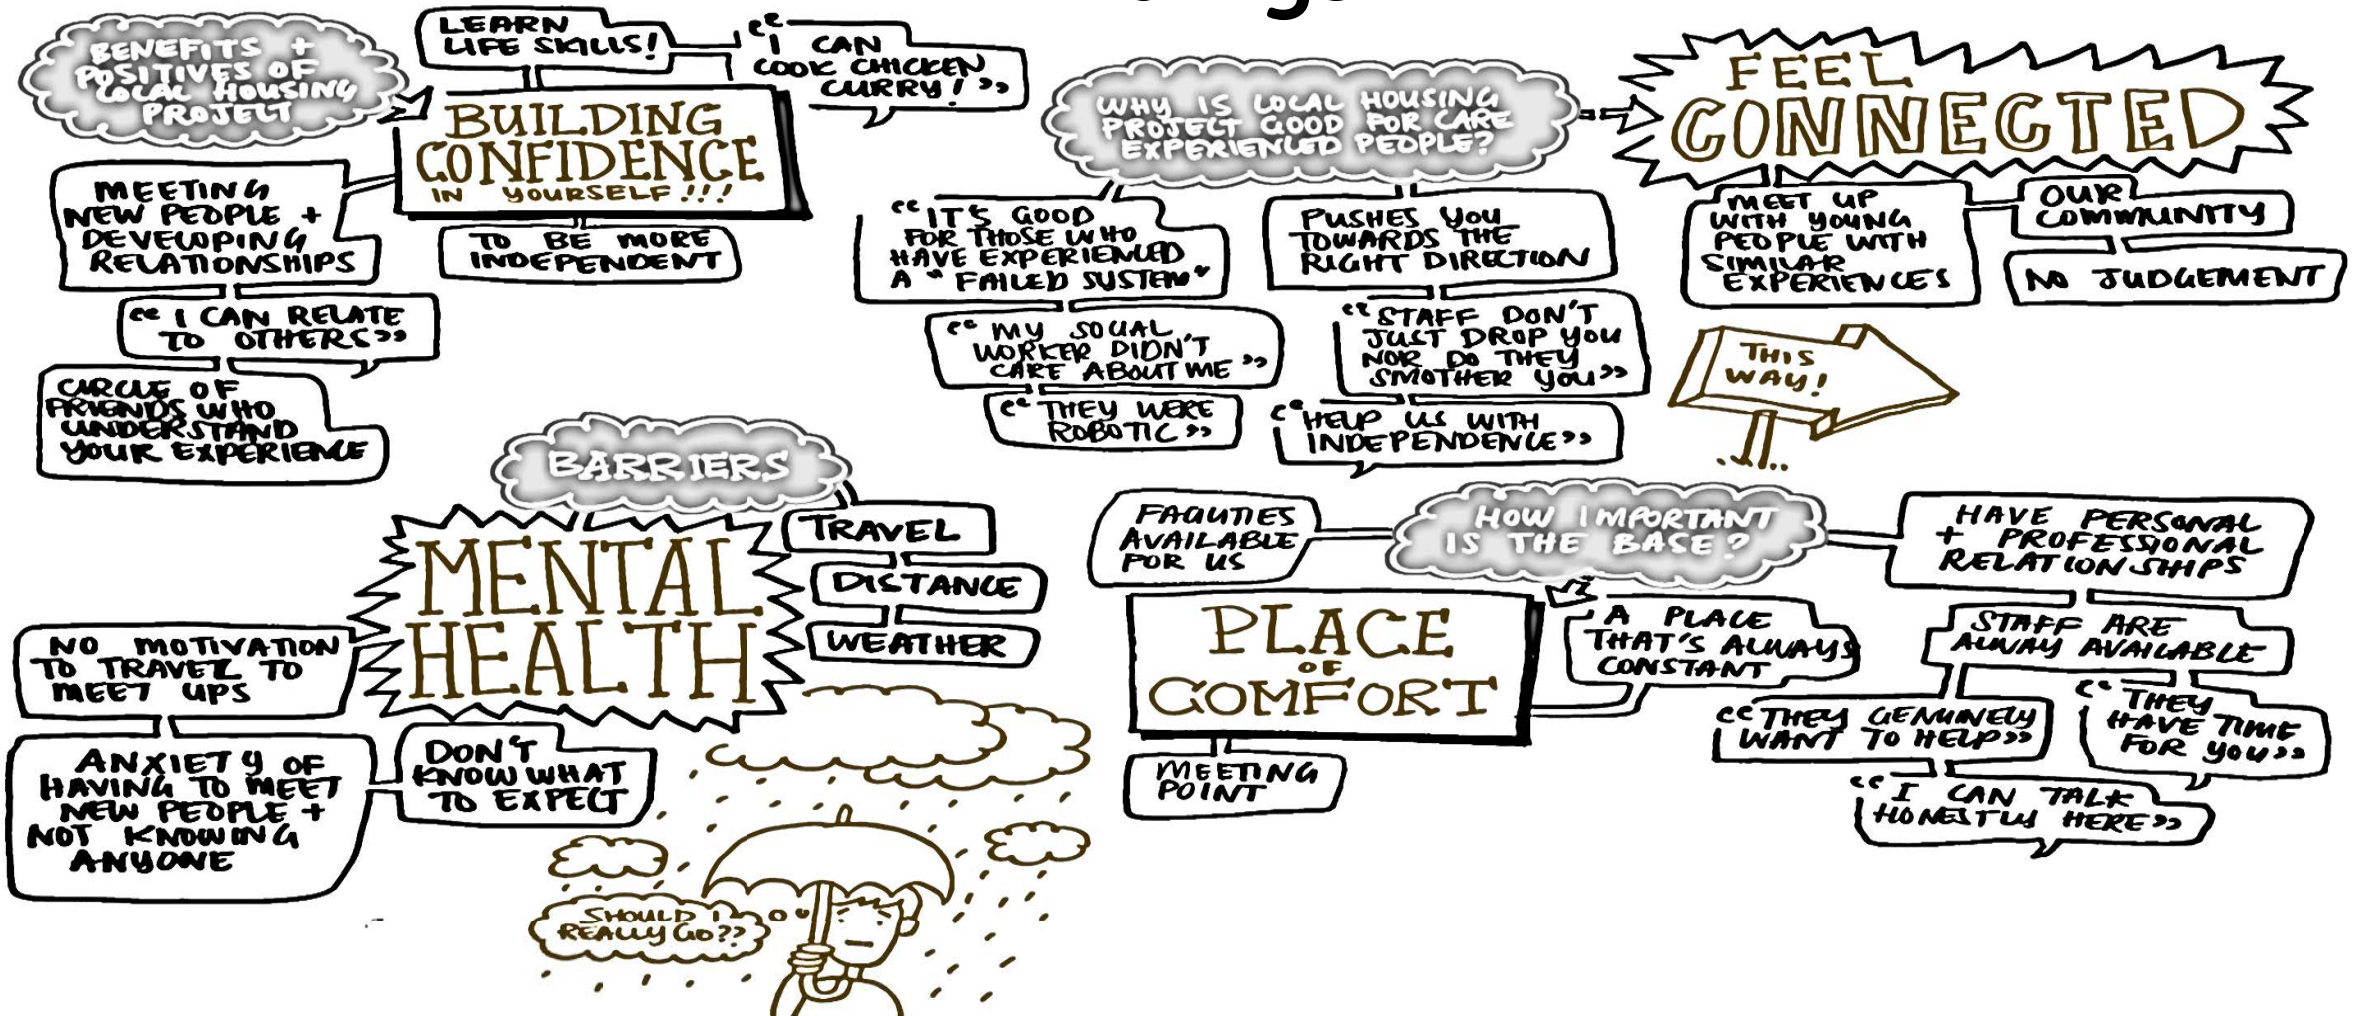 BENEFITS +
POSITIVES OF
LOCAL HOUSING
PROJECT
LEARN
LIFE SKILLS!
"I CAN
COOK CHICKEN
CURRY!"
BUILDING
CONFIDENCE
IN YOURSELF!!!
TO BE MORE
INDEPENDENT
MEETING
NEW PEOPLE +
DEVELOPING
RELATIONSHIPS
"I CAN RELATE
TO OTHERS"
CIRCLE OF
FRIENDS WHO
UNDERSTAND
YOUR EXPERIENCE
WHY IS LOCAL HOUSING
PROJECT GOOD FOR CARE
EXPERIENCED PEOPLE?
"IT'S GOOD
FOR THOSE WHO
HAVE EXPERIENCED
A "FAILED SYSTEM"
"MY SOCIAL
WORKER DIDN'T
CARE ABOUT ME"
"THEY WERE
ROBOTIC"
PUSHES YOU
TOWARDS THE
RIGHT DIRECTION
"STAFF DON'T
JUST DROP YOU
NOR DO THEY
SMOTHER YOU"
"HELP US WITH
INDEPENDENCE"
FEEL
CONNECTED
MEET UP
WITH YOUNG
PEOPLE WITH
SIMILAR
EXPERIENCES
OUR
COMMUNITY
NO JUDGEMENT
THIS
WAY!
BARRIERS
MENTAL
HEALTH
TRAVEL
DISTANCE
WEATHER
NO MOTIVATION
TO TRAVEL TO
MEET UPS
ANXIETY OF
HAVING TO MEET
NEW PEOPLE +
NOT KNOWING
ANYONE
DON'T
KNOW WHAT
TO EXPECT
SHOULD I
REALLY GO??
HOW IMPORTANT
IS THE BASE?
FACILITIES
AVAILABLE
FOR US
PLACE
OF
COMFORT
A PLACE
THAT'S ALWAYS
CONSTANT
MEETING
POINT
HAVE PERSONAL
+ PROFESSIONAL
RELATIONSHIPS
STAFF ARE
ALWAY AVAILABLE
"THEY GENUINELY
WANT TO HELP"
"THEY
HAVE TIME
FOR YOU"
"I CAN TALK
HONESTLY HERE"